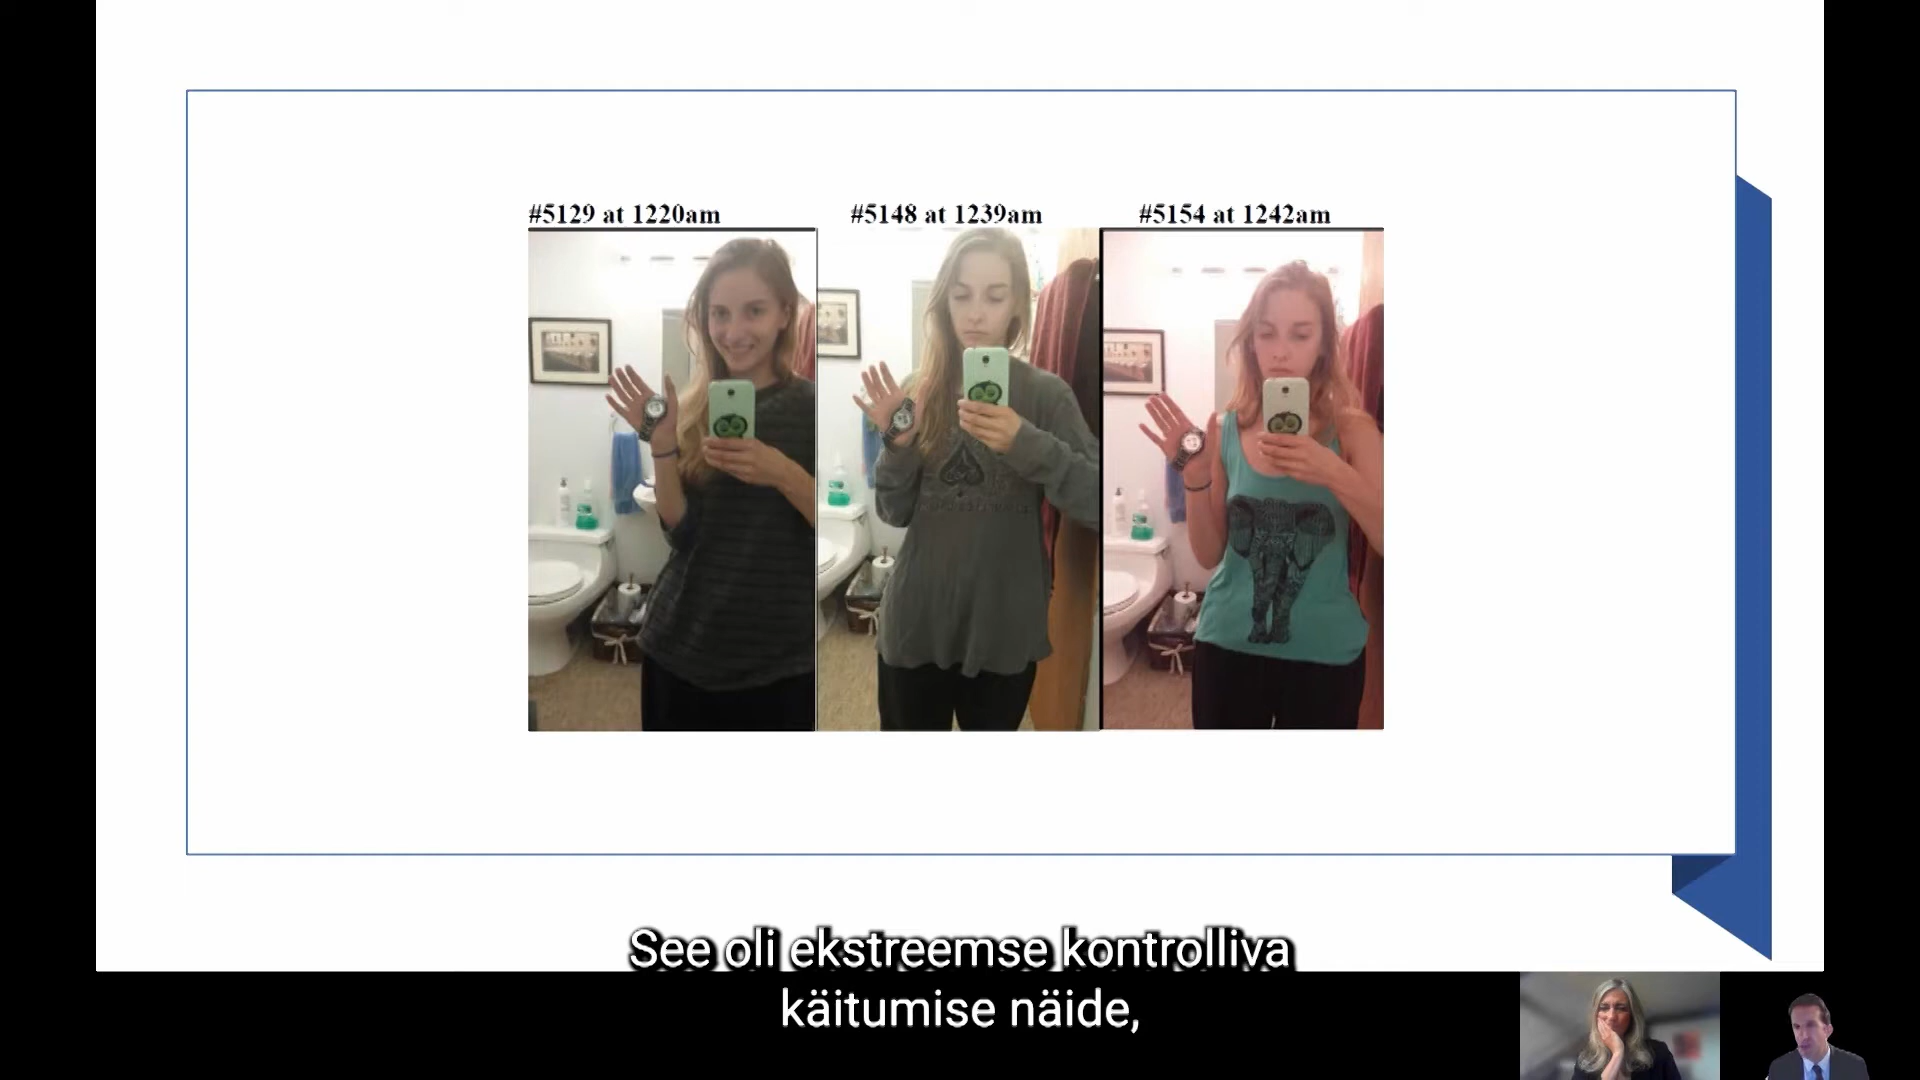 #5129 at 1220am
#5148 at 1239am
#5154 at 1242am
See oli ekstreemse kontrolliva
käitumise näide,